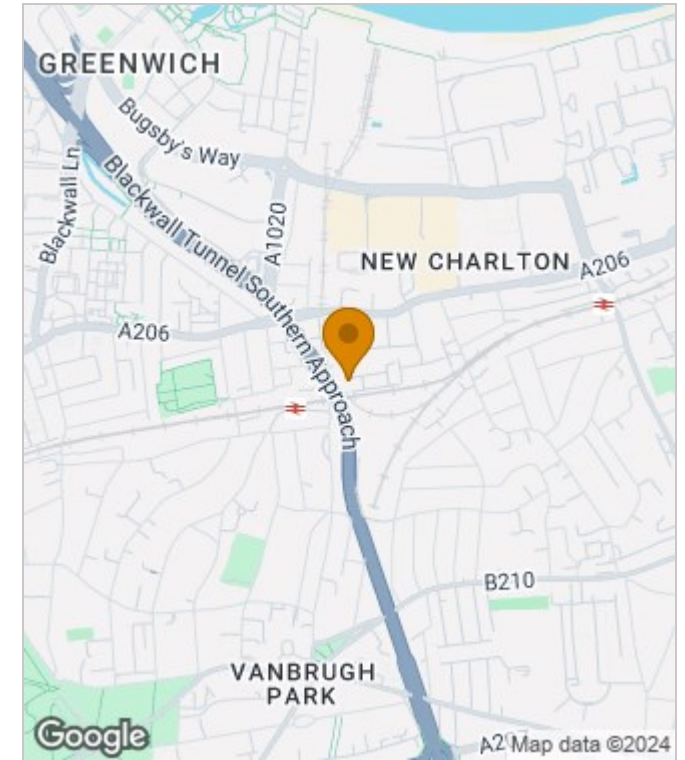 GREENWICH
Bugsby's Way
Blackwall Ln
Blackwall Tunnel Southern Approach
A1020
NEW CHARLTON
A206
A206
B210
VANBRUGH
PARK
Google
A20
Map data ©2024